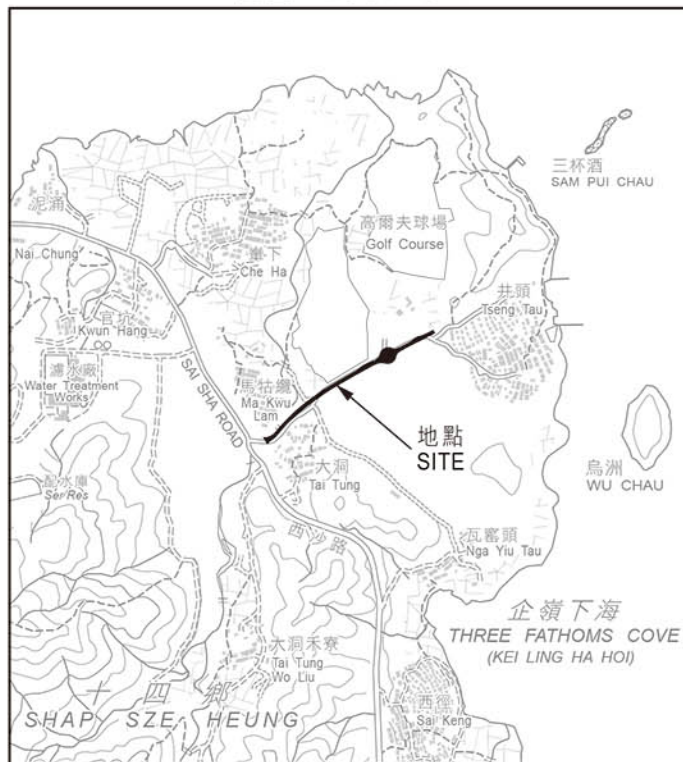 三杯酒
SAM PUI CHAU
高爾夫球場
Golf Course
泥涌
Nai Chung
輋下
Che Ha
井頭
Tseng Tau
官坑
Kwun Hang
濾水廠
Water Treatment
Works
SAI SHA ROAD
馬牯纜
Ma Kwu
Lam
地點
SITE
烏洲
WU CHAU
配水庫
Ser Res
大洞
Tai Tung
西沙路
瓦窰頭
Nga Yiu Tau
企嶺下海
THREE FATHOMS COVE
(KEI LING HA HOI)
大洞禾寮
Tai Tung
Wo Liu
十四鄉
SHAP SZE HEUNG
西徑
Sai Keng